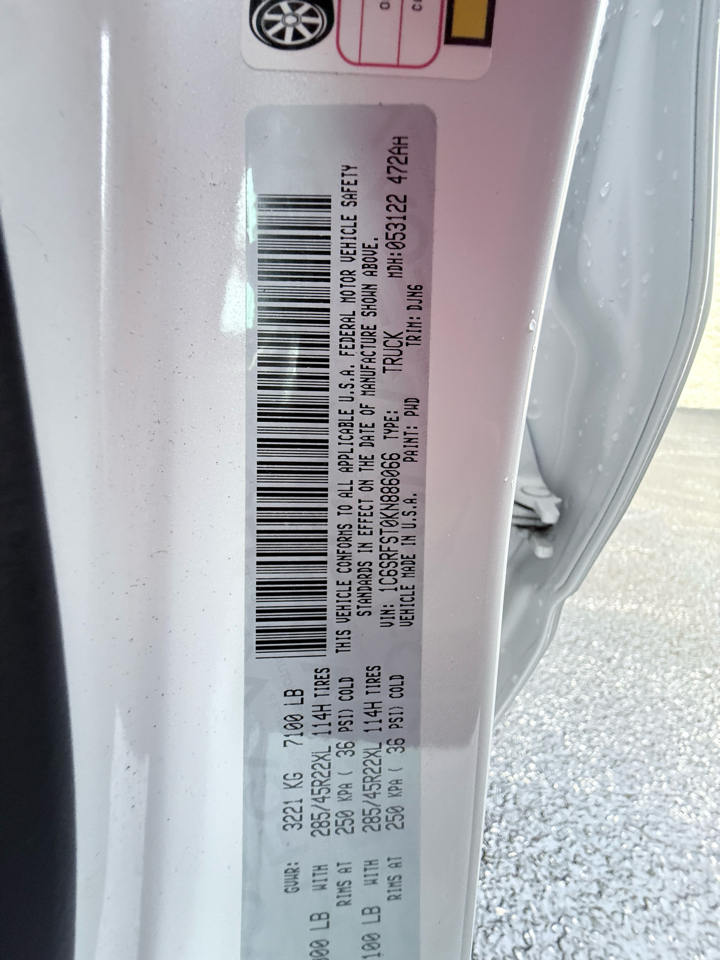 GVWR: 3221 KG 7100 LB
00 LB WITH 285/45R22XL 114H TIRES
RIMS AT 250 KPA ( 36 PSI) COLD
100 LB WITH 285/45R22XL 114H TIRES
RIMS AT 250 KPA ( 36 PSI) COLD
THIS VEHICLE CONFORMS TO ALL APPLICABLE U.S.A. FEDERAL MOTOR VEHICLE SAFETY
STANDARDS IN EFFECT ON THE DATE OF MANUFACTURE SHOWN ABOVE.
VIN: 1C6SRFST0KN886066 TYPE: TRUCK MDH:053122 472AH
VEHICLE MADE IN U.S.A. PAINT: PWD TRIM: DJN6